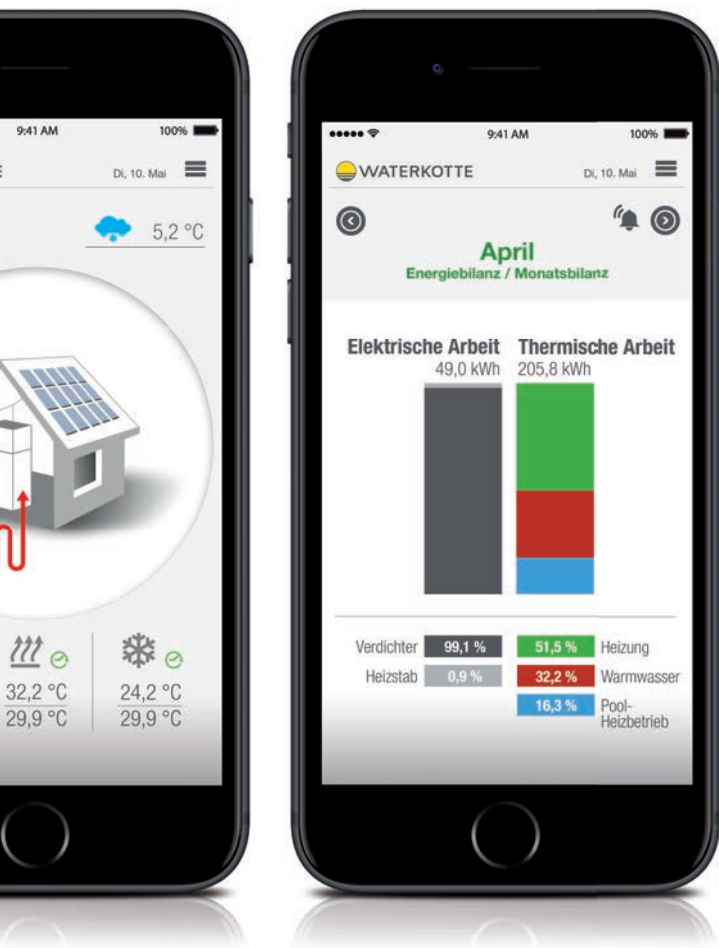 9:41 AM
100%
E
Di, 10. Mai
5,2 °C
32,2 °C
29,9 °C
24,2 °C
29,9 °C
9:41 AM
100%
WATERKOTTE
Di, 10. Mai
April
Energiebilanz / Monatsbilanz
Elektrische Arbeit
49,0 kWh
Thermische Arbeit
205,8 kWh
Verdichter 99,1 %
Heizstab 0,9 %
51,5 % Heizung
32,2 % Warmwasser
16,3 % Pool-
Heizbetrieb